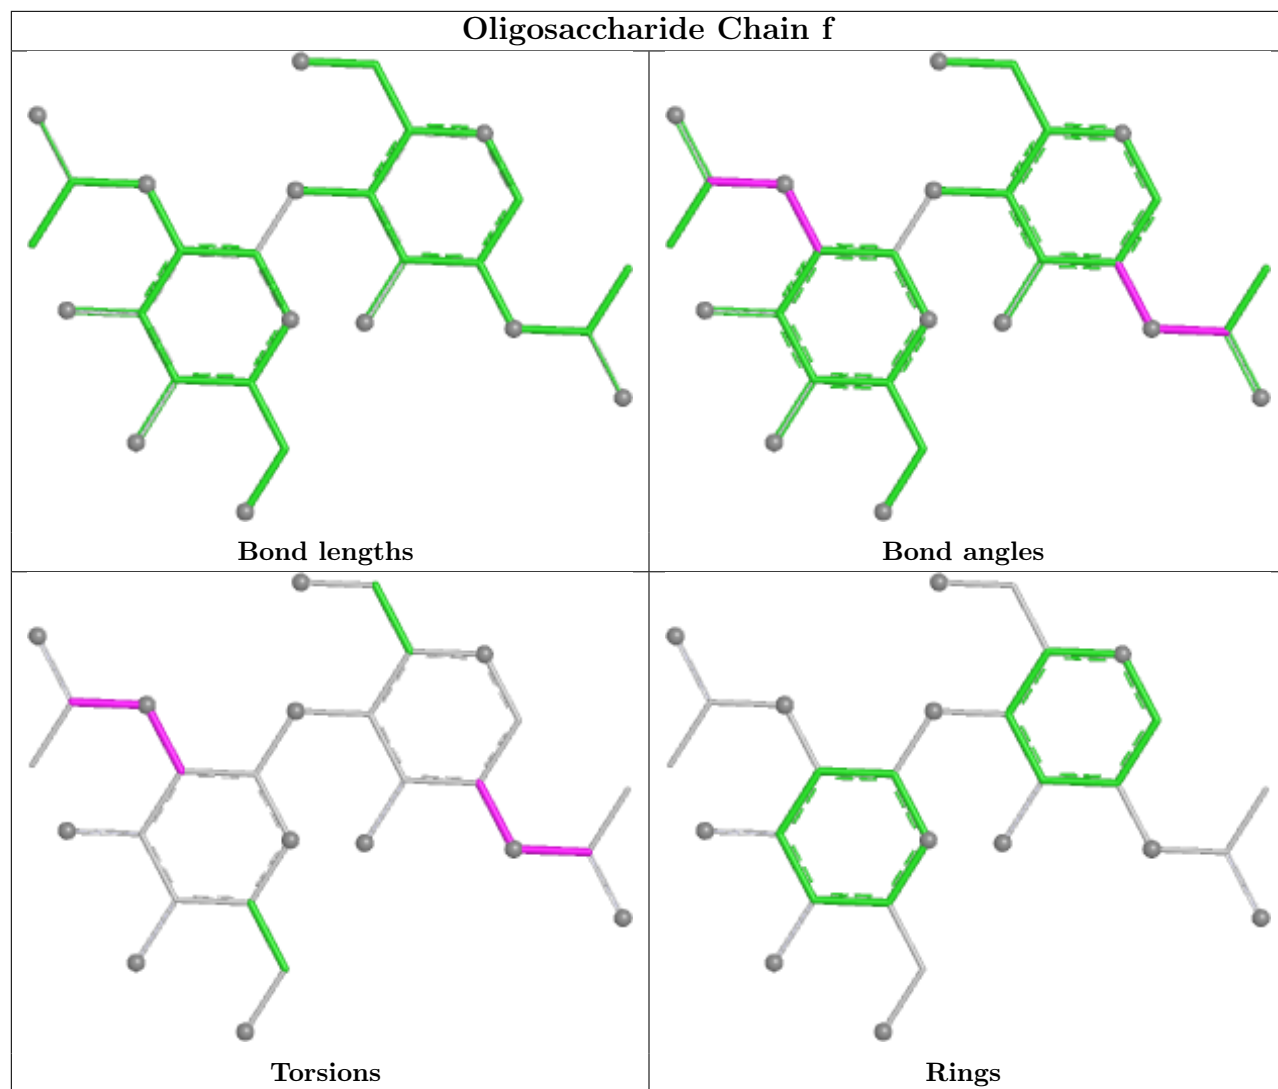 Oligosaccharide Chain f
Bond lengths
Bond angles
Torsions
Rings